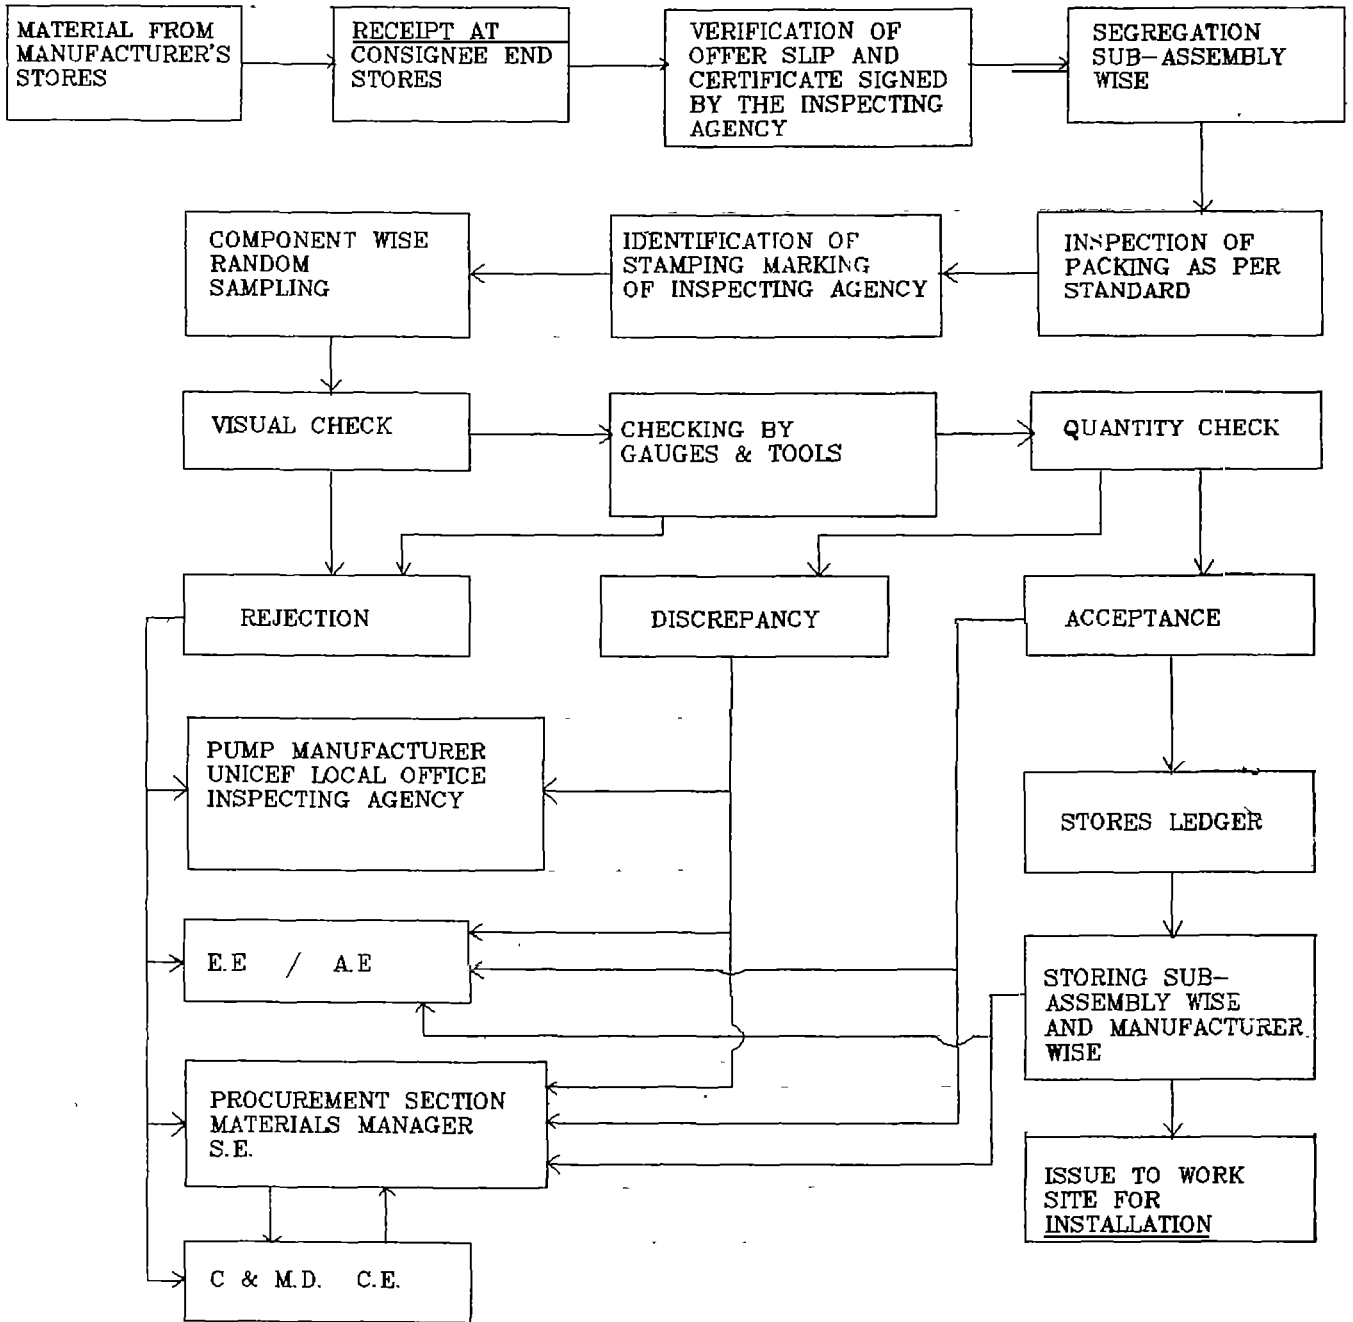 MATERIAL FROM
MANUFACTURER'S
STORES
RECEIPT AT
CONSIGNEE END
STORES
VERIFICATION OF
OFFER SLIP AND
CERTIFICATE SIGNED
BY THE INSPECTING
AGENCY
SEGREGATION
SUB-ASSEMBLY
WISE
INSPECTION OF
PACKING AS PER
STANDARD
IDENTIFICATION OF
STAMPING MARKING
OF INSPECTING AGENCY
COMPONENT WISE
RANDOM
SAMPLING
VISUAL CHECK
CHECKING BY
GAUGES & TOOLS
QUANTITY CHECK
REJECTION
DISCREPANCY
ACCEPTANCE
PUMP MANUFACTURER
UNICEF LOCAL OFFICE
INSPECTING AGENCY
STORES LEDGER
E.E / A.E
STORING SUB-
ASSEMBLY WISE
AND MANUFACTURER
WISE
PROCUREMENT SECTION
MATERIALS MANAGER
S.E.
ISSUE TO WORK
SITE FOR
INSTALLATION
C & M.D. C.E.